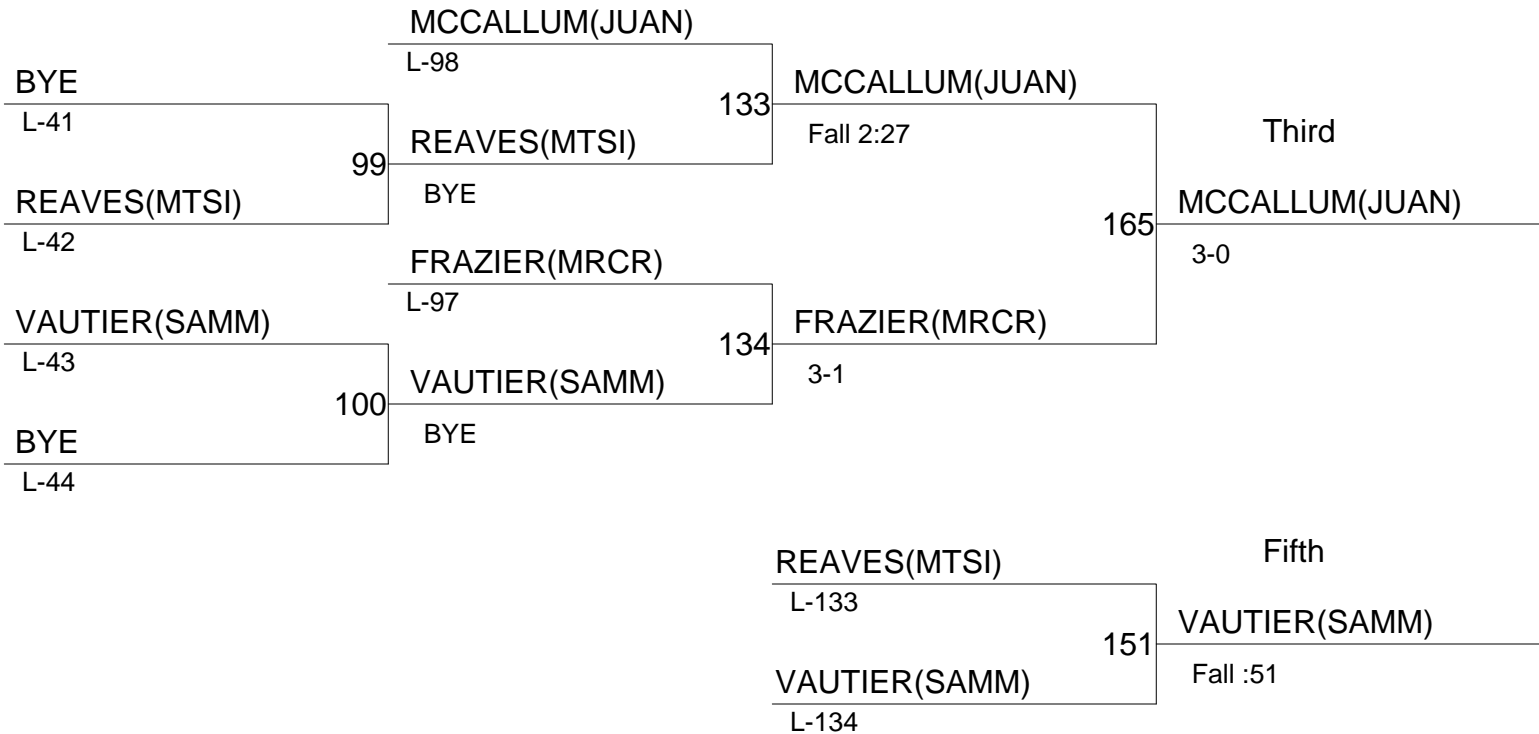 MCCALLUM(JUAN)
L-98
BYE
L-41
133
MCCALLUM(JUAN)
Fall 2:27
Third
99
REAVES(MTSI)
BYE
REAVES(MTSI)
L-42
165
MCCALLUM(JUAN)
3-0
FRAZIER(MRCR)
L-97
VAUTIER(SAMM)
L-43
134
FRAZIER(MRCR)
3-1
100
VAUTIER(SAMM)
BYE
BYE
L-44
REAVES(MTSI)
L-133
Fifth
151
VAUTIER(SAMM)
Fall :51
VAUTIER(SAMM)
L-134